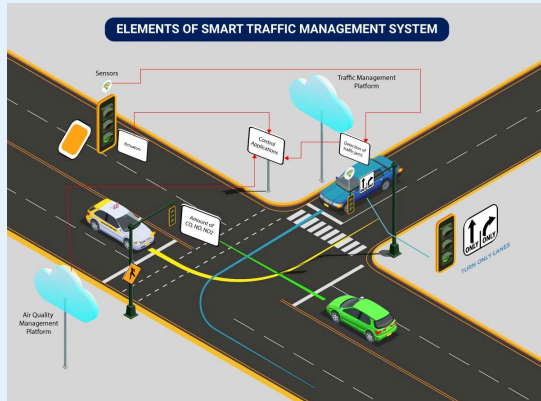 ELEMENTS OF SMART TRAFFIC MANAGEMENT SYSTEM
Sensors
Traffic Management
Platform
Actuators
Control
Applications
Detection of
traffic jams
Amount of
CO, NO, NO2
ONLY
ONLY
TURN ONLY LANES
Air Quality
Management
Platform